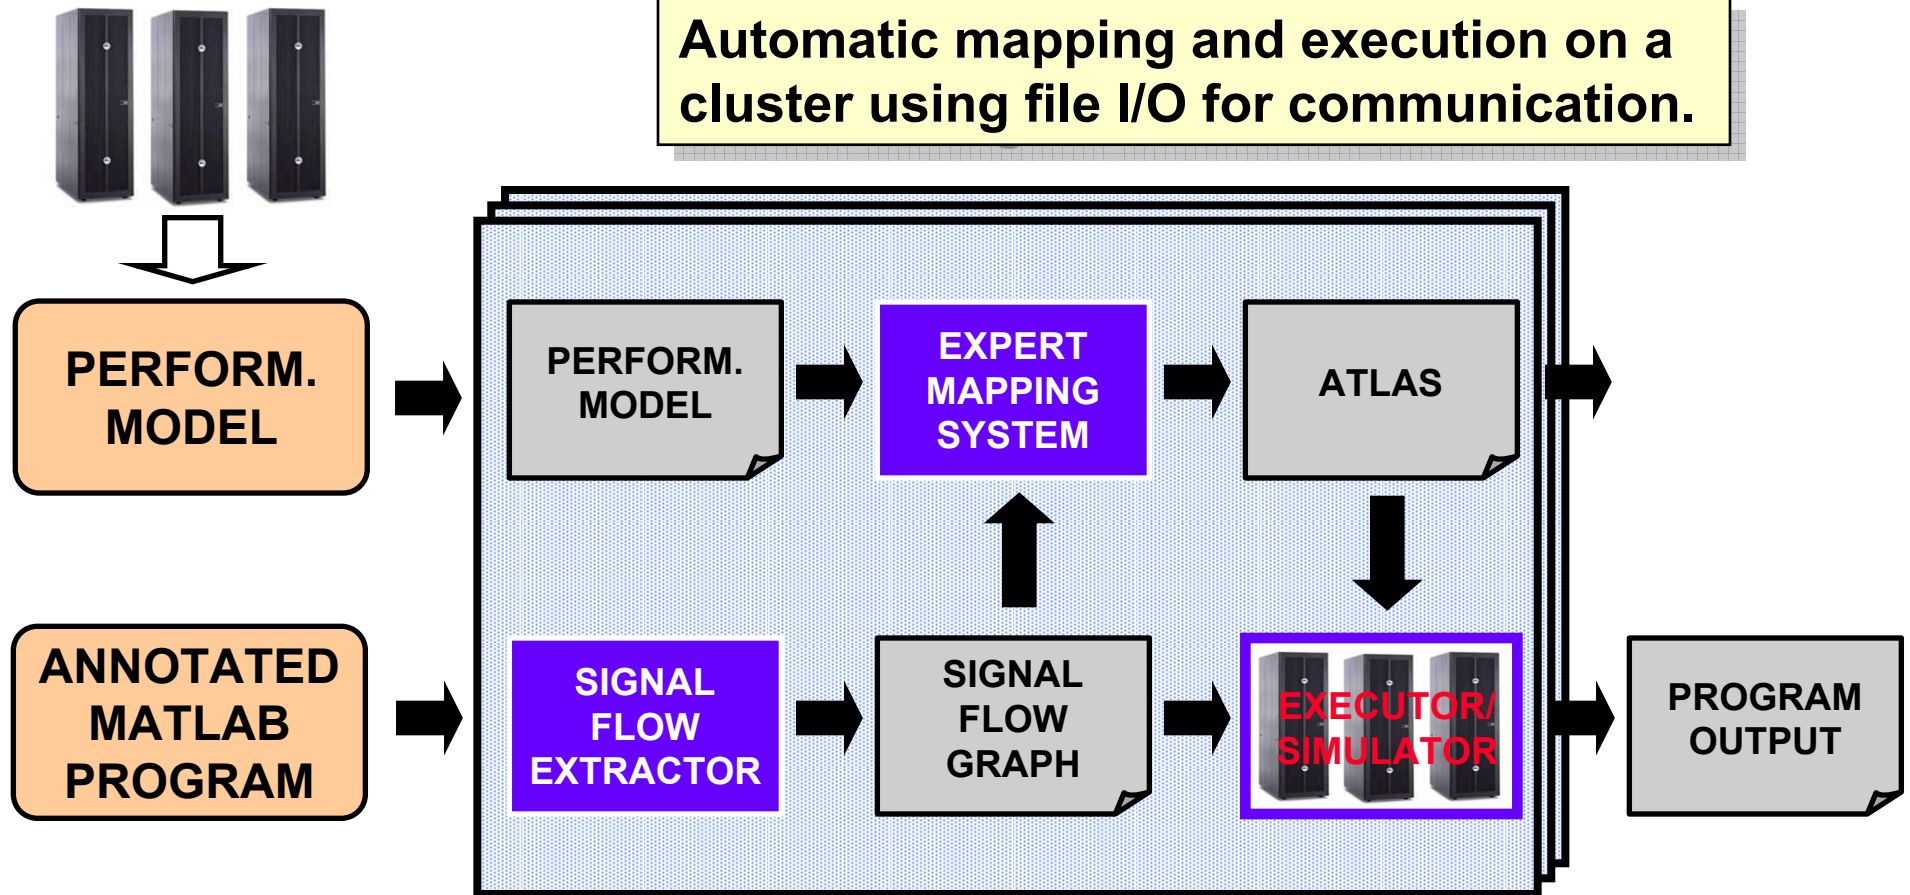 Automatic mapping and execution on a
cluster using file I/O for communication.
PERFORM.
MODEL
PERFORM.
MODEL
EXPERT
MAPPING
SYSTEM
ATLAS
ANNOTATED
MATLAB
PROGRAM
SIGNAL
FLOW
EXTRACTOR
SIGNAL
FLOW
GRAPH
EXECUTOR/
SIMULATOR
PROGRAM
OUTPUT